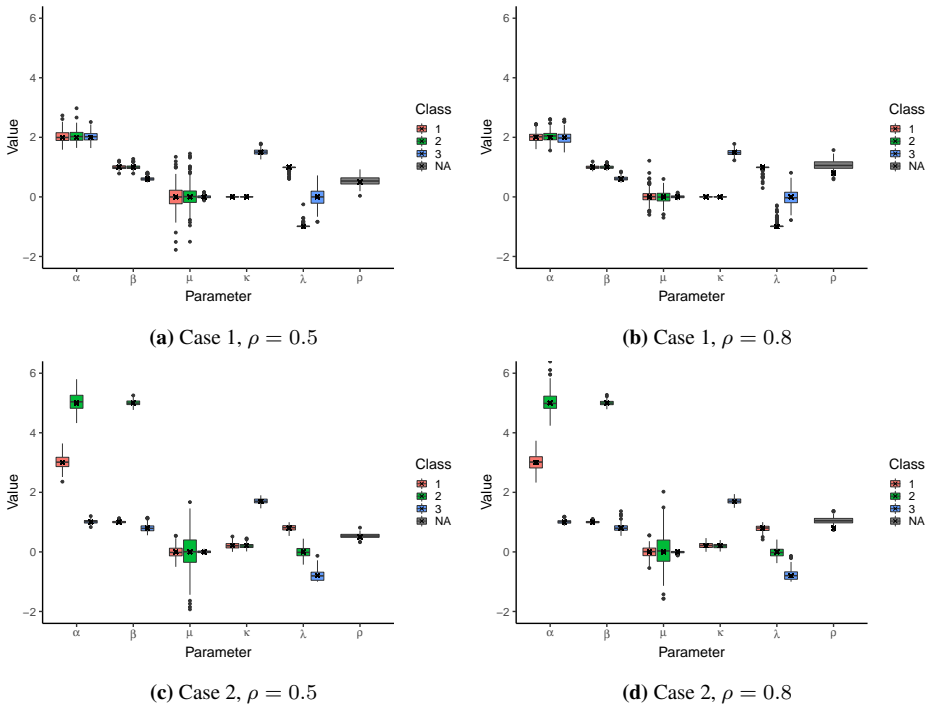 6
4
2
0
−2
Value
α
β
μ
κ
λ
ρ
Parameter
Class
1
2
3
NA
(a) Case 1, ρ = 0.5
6
4
2
0
−2
Value
α
β
μ
κ
λ
ρ
Parameter
Class
1
2
3
NA
(b) Case 1, ρ = 0.8
6
4
2
0
−2
Value
α
β
μ
κ
λ
ρ
Parameter
Class
1
2
3
NA
(c) Case 2, ρ = 0.5
6
4
2
0
−2
Value
α
β
μ
κ
λ
ρ
Parameter
Class
1
2
3
NA
(d) Case 2, ρ = 0.8